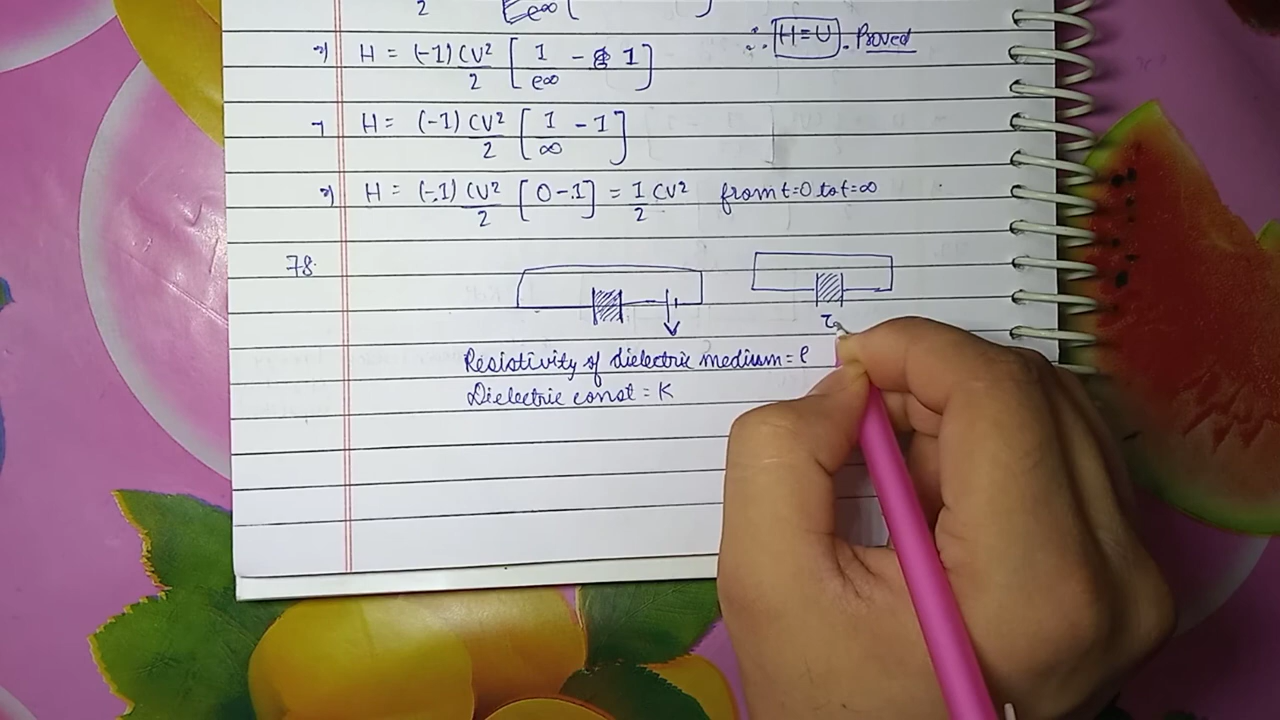 2 e∞
⇒) H = (-1) CV²/2 [1/e∞ - 1] ∴ H=U. Proved
⇒ H = (-1) CV²/2 [1/∞ - 1]
⇒) H = (-1) CV²/2 [0-1] = 1/2 CV² from t=0 to t=∞
78.
τ
Resistivity of dielectric medium = ρ
Dielectric const = K